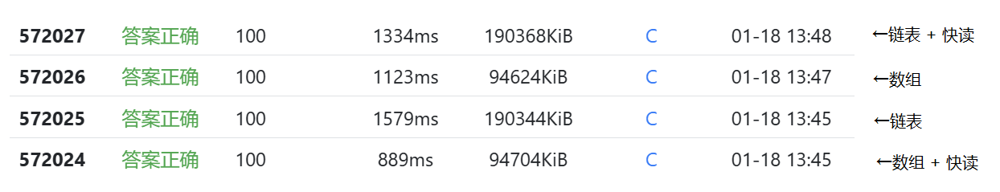 572027 答案正确 100 1334ms 190368KiB C 01-18 13:48 ←链表 + 快读
572026 答案正确 100 1123ms 94624KiB C 01-18 13:47 ←数组
572025 答案正确 100 1579ms 190344KiB C 01-18 13:45 ←链表
572024 答案正确 100 889ms 94704KiB C 01-18 13:45 ←数组 + 快读